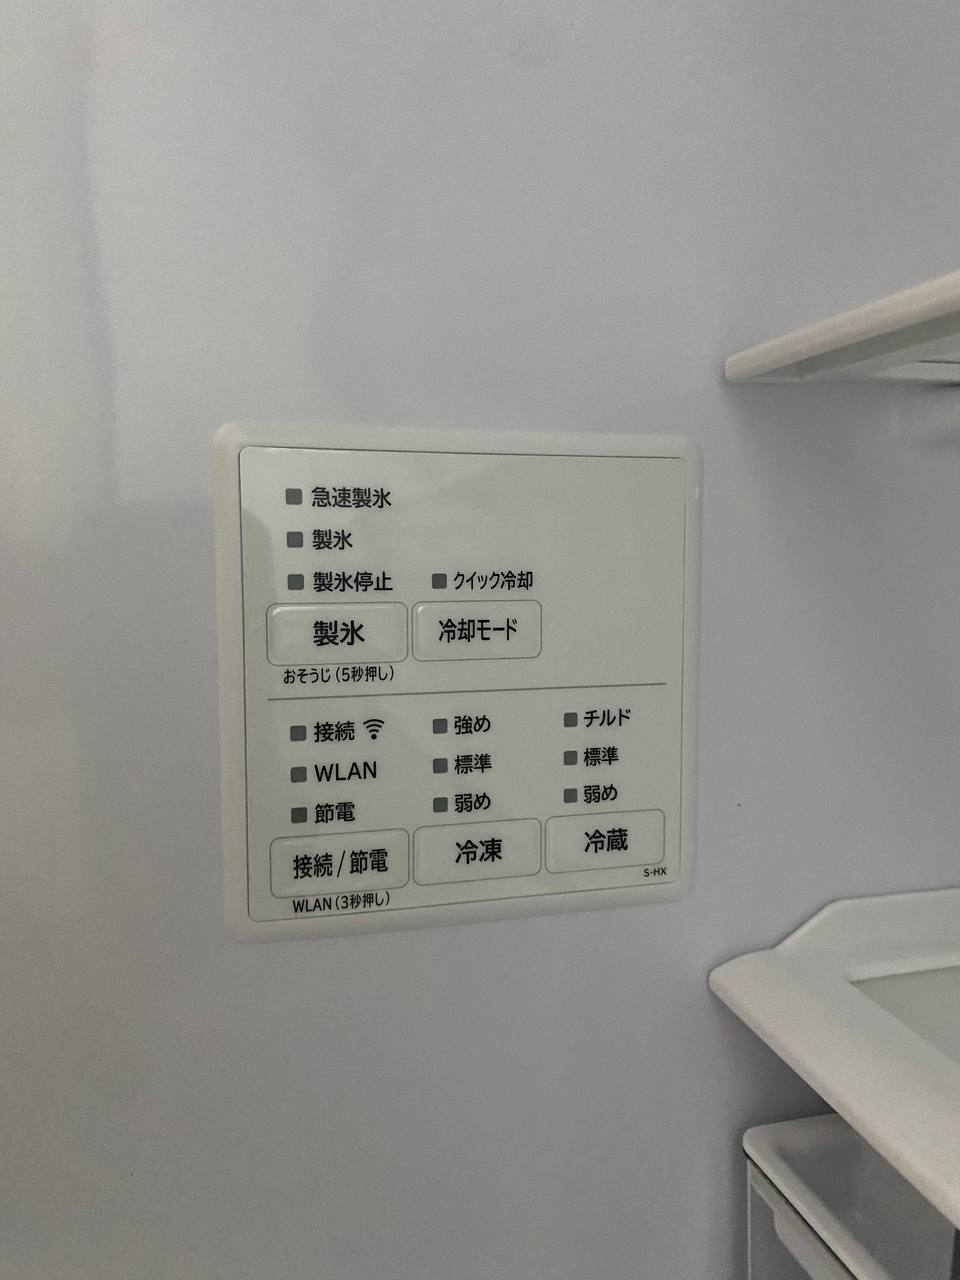 急速製氷
製氷
製氷停止 クイック冷却
製氷 冷却モード
おそうじ（5秒押し）
接続 強め チルド
WLAN 標準 標準
節電 弱め 弱め
接続/節電 冷凍 冷蔵
S-HX
WLAN（3秒押し）